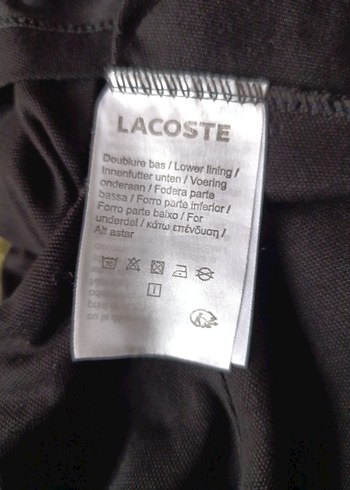 LACOSTE
Doublure bas / Lower lining /
Innenfutter unten / Voering
onderaan / Fodera parte
bassa / Forro parte inferior /
Forro parte baixo / För
underdel / κάτω επένδυση /
Alt astar